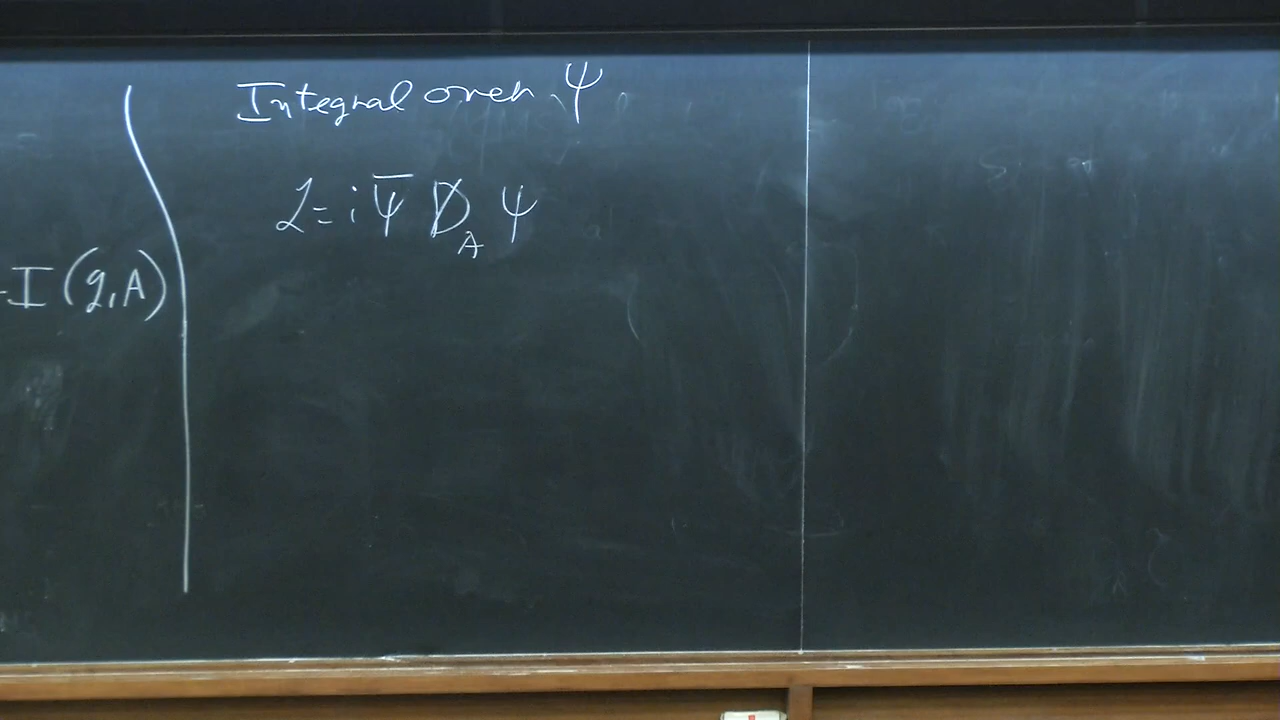 Integral over Ψ
ℒ = i Ψ̄ D̸_A Ψ
-I(g,A)